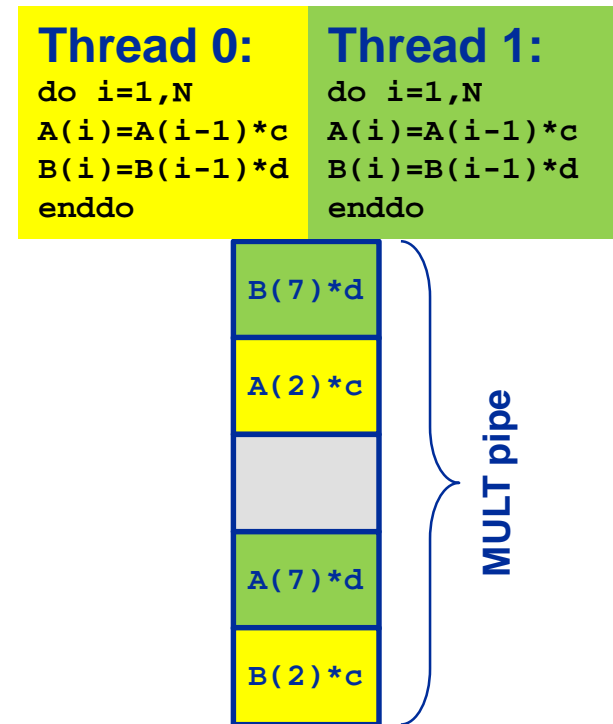 Thread 0:
do i=1,N
A(i)=A(i-1)*c
B(i)=B(i-1)*d
enddo
Thread 1:
do i=1,N
A(i)=A(i-1)*c
B(i)=B(i-1)*d
enddo
B(7)*d
A(2)*c
A(7)*d
B(2)*c
MULT pipe